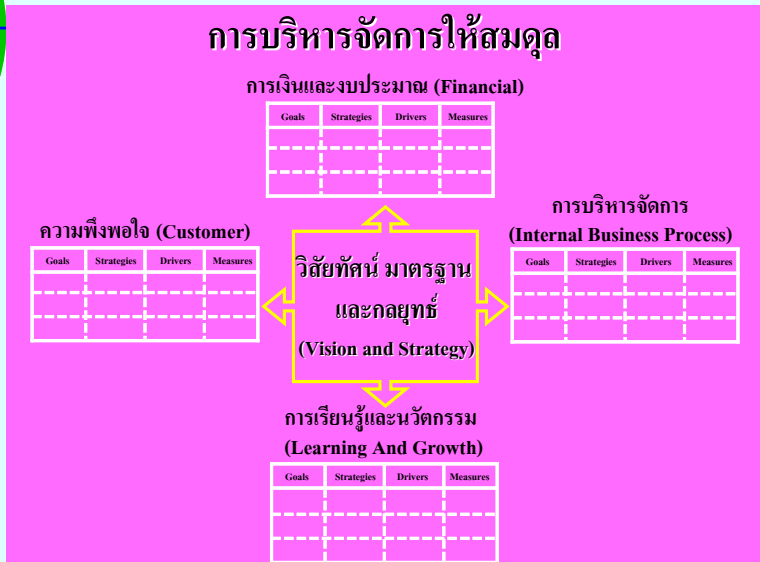 การบริหารจัดการให้สมดุล
การเงินและงบประมาณ (Financial)
Goals Strategies Drivers Measures
ความพึงพอใจ (Customer)
Goals Strategies Drivers Measures
วิสัยทัศน์ มาตรฐาน
และกลยุทธ์
(Vision and Strategy)
การบริหารจัดการ
(Internal Business Process)
Goals Strategies Drivers Measures
การเรียนรู้และนวัตกรรม
(Learning And Growth)
Goals Strategies Drivers Measures